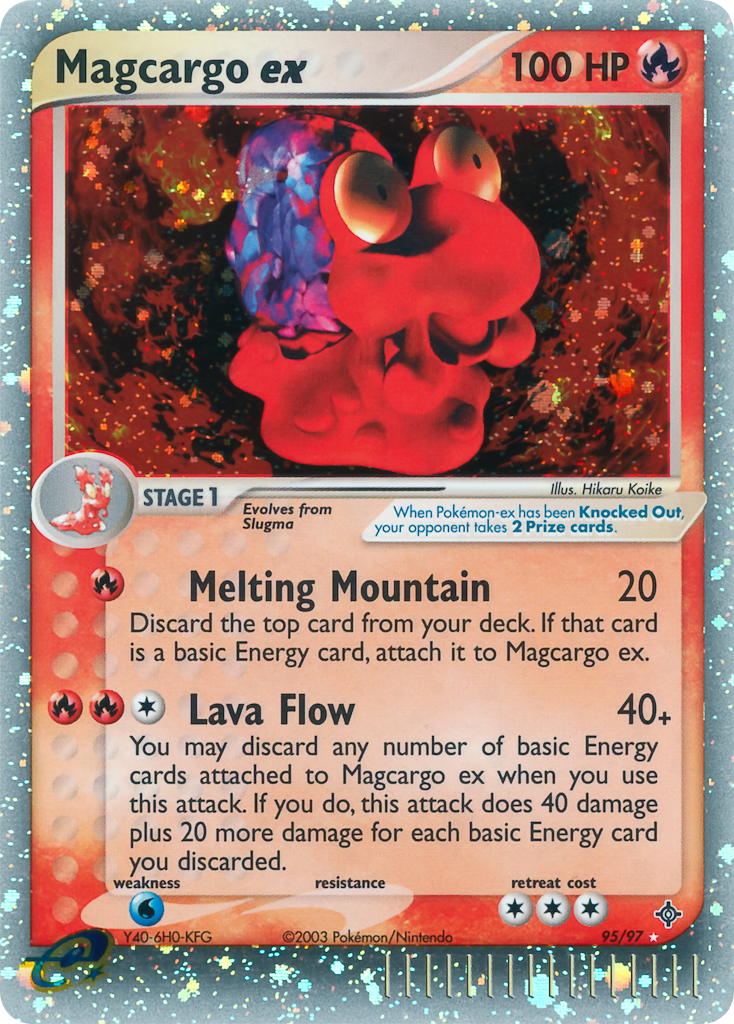 Magcargo ex 100 HP
Illus. Hikaru Koike
STAGE 1
Evolves from
Slugma
When Pokémon-ex has been Knocked Out,
your opponent takes 2 Prize cards.
Melting Mountain 20
Discard the top card from your deck. If that card
is a basic Energy card, attach it to Magcargo ex.
Lava Flow 40+
You may discard any number of basic Energy
cards attached to Magcargo ex when you use
this attack. If you do, this attack does 40 damage
plus 20 more damage for each basic Energy card
you discarded.
weakness resistance retreat cost
Y40-6H0-KFG ©2003 Pokémon/Nintendo 95/97
e